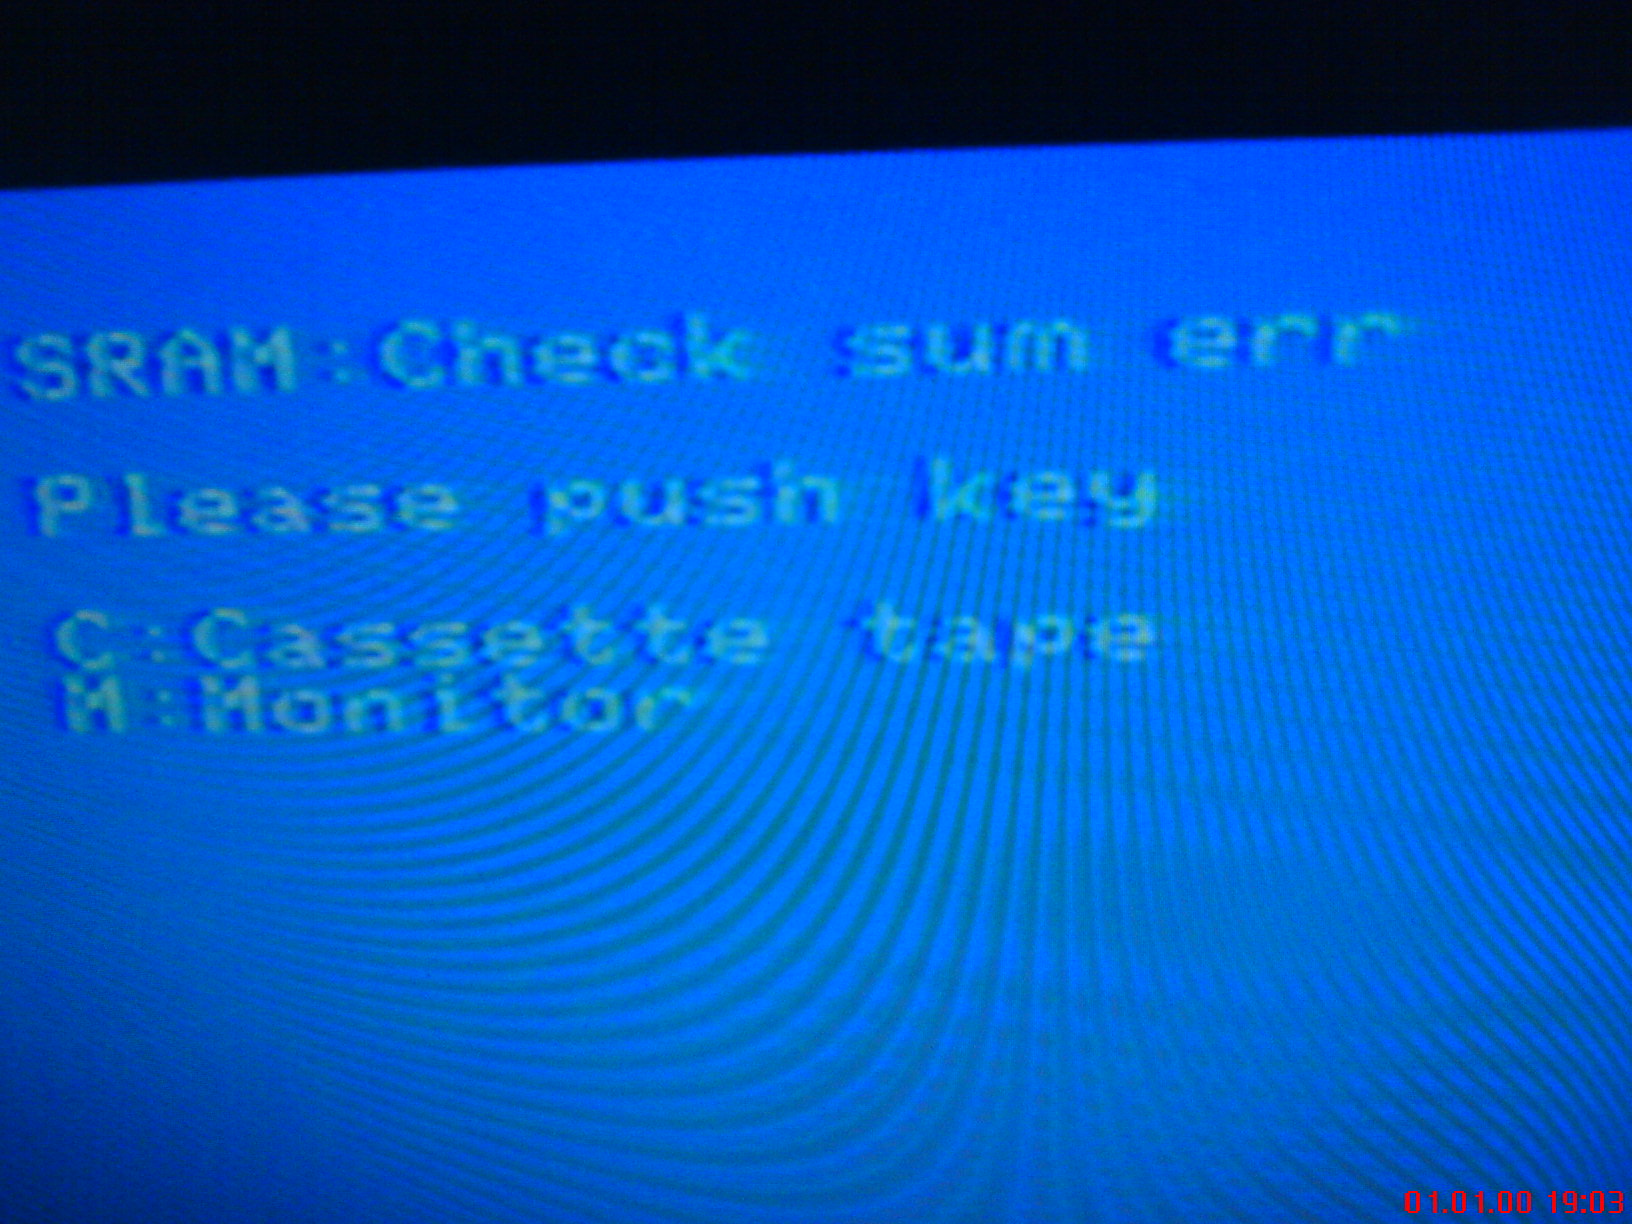 SRAM:Check sum err
Please push key
C:Cassette tape
M:Monitor
01.01.00 19:03